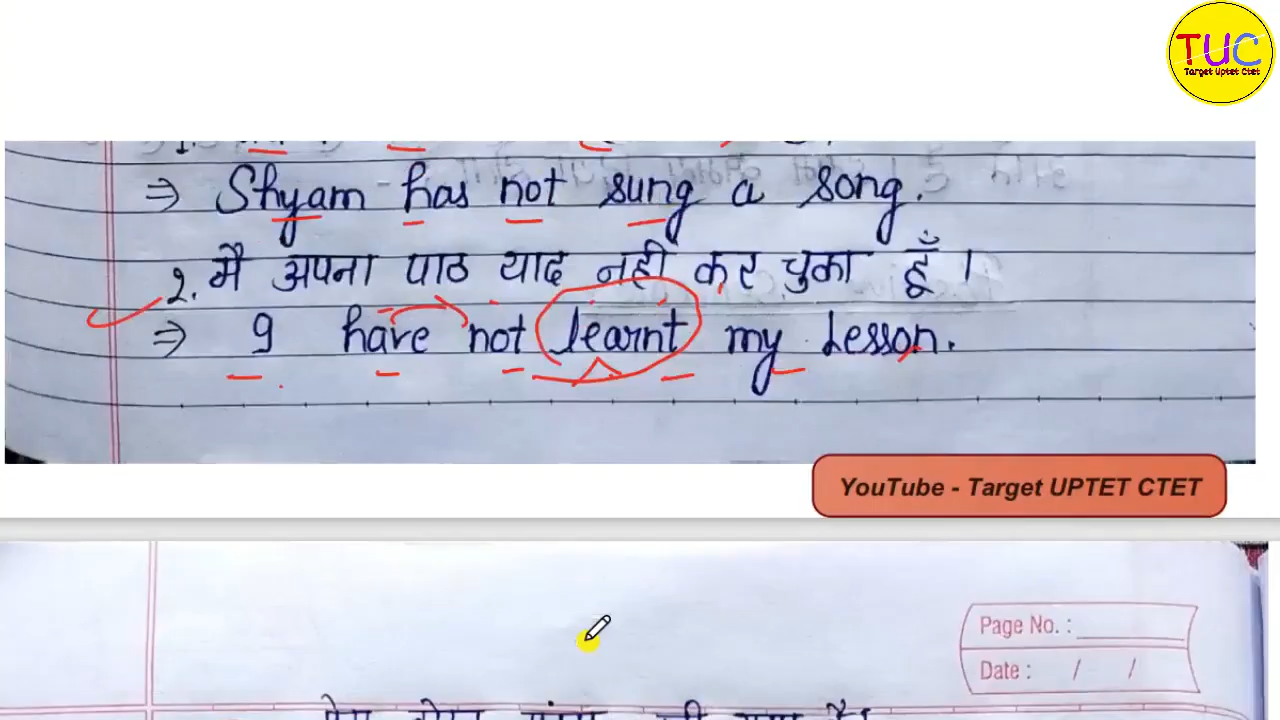 TUC
Target Uptet Ctet
⇒ Shyam has not sung a song.
2. मै अपना पाठ याद नही कर चुका हूँ ।
⇒ I have not learnt my Lesson.
YouTube - Target UPTET CTET
Page No. :
Date : / /